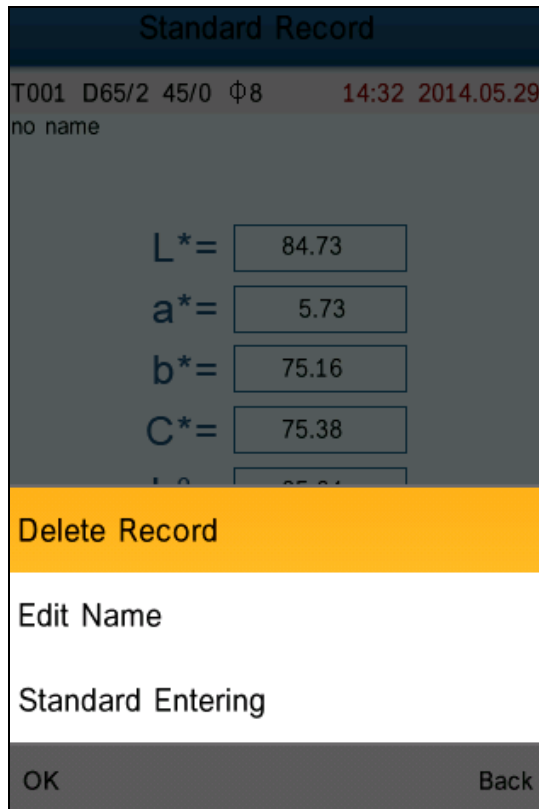 Standard Record
T001 D65/2 45/0 Φ8 14:32 2014.05.29
no name
L*= 84.73
a*= 5.73
b*= 75.16
C*= 75.38
Delete Record
Edit Name
Standard Entering
OK Back